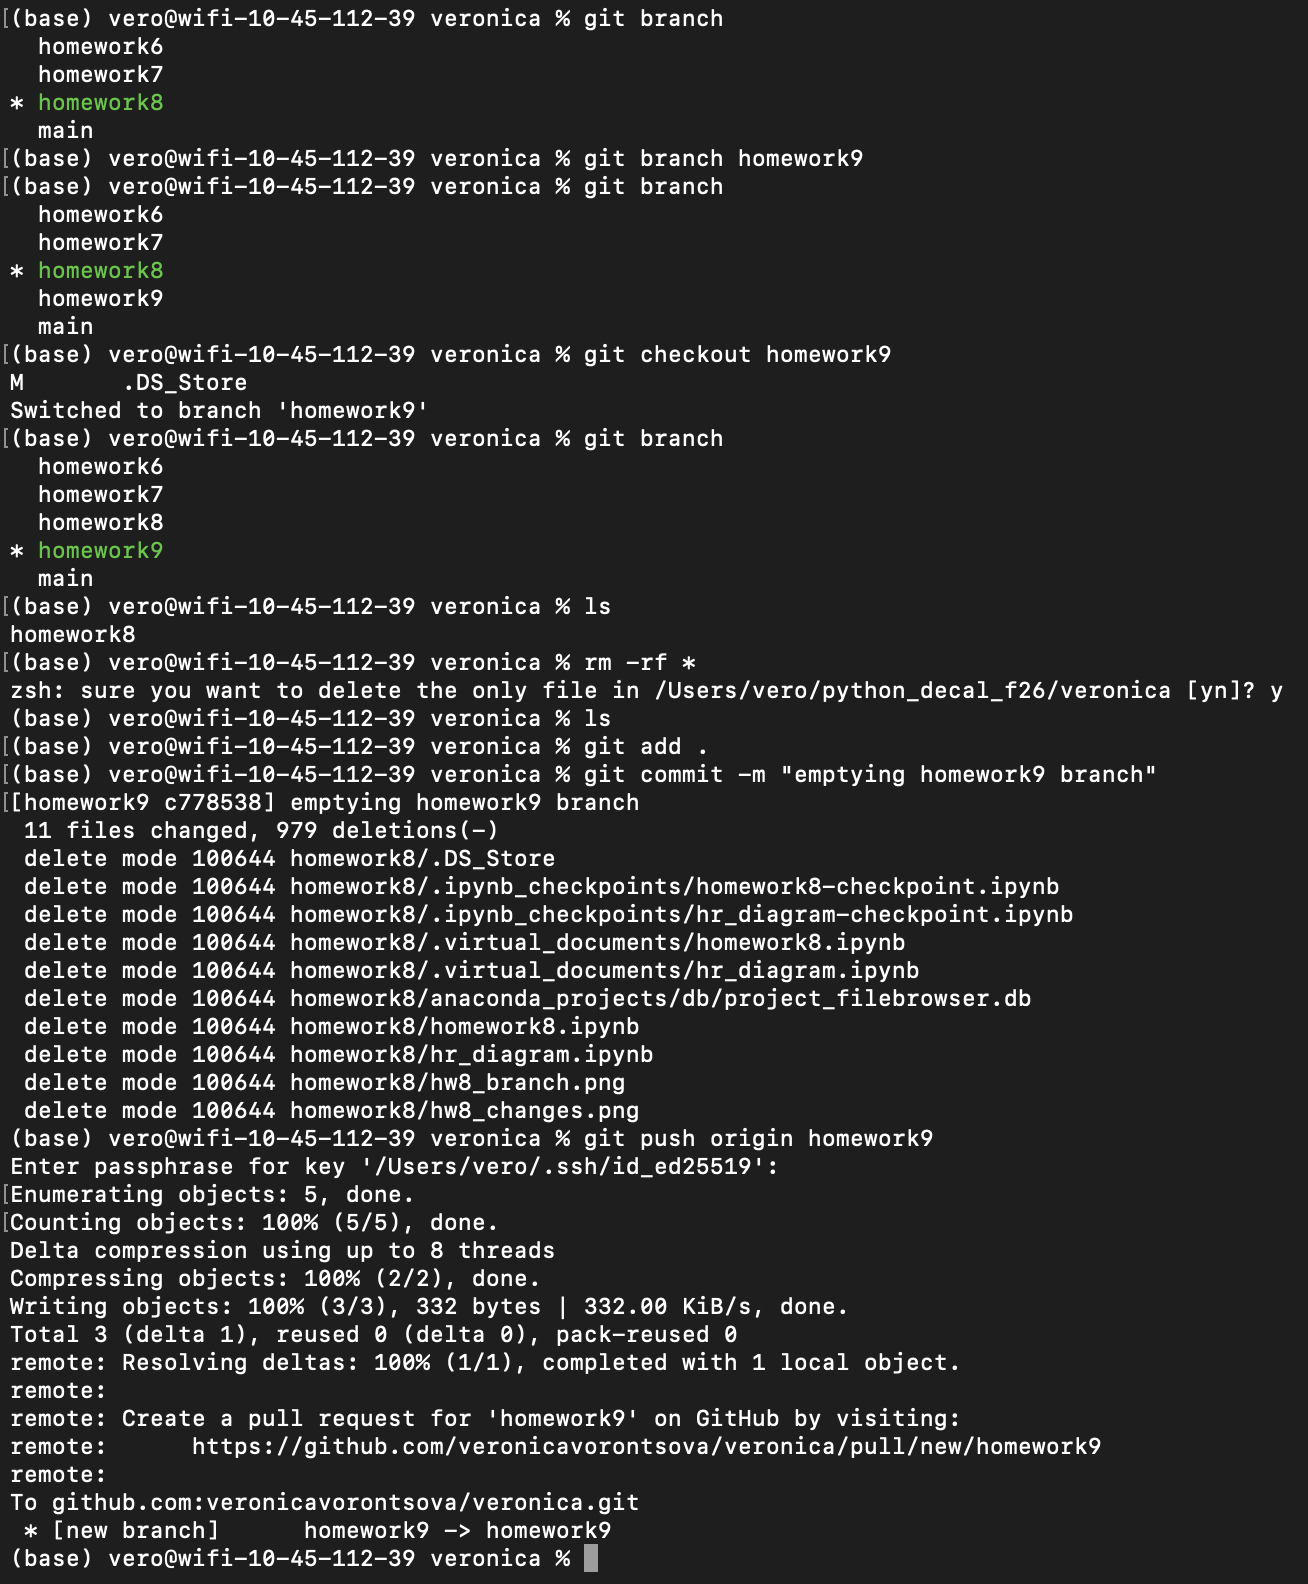 [(base) vero@wifi-10-45-112-39 veronica % git branch
  homework6
  homework7
* homework8
  main
[(base) vero@wifi-10-45-112-39 veronica % git branch homework9
[(base) vero@wifi-10-45-112-39 veronica % git branch
  homework6
  homework7
* homework8
  homework9
  main
[(base) vero@wifi-10-45-112-39 veronica % git checkout homework9
M       .DS_Store
Switched to branch 'homework9'
[(base) vero@wifi-10-45-112-39 veronica % git branch
  homework6
  homework7
  homework8
* homework9
  main
[(base) vero@wifi-10-45-112-39 veronica % ls
homework8
[(base) vero@wifi-10-45-112-39 veronica % rm -rf *
zsh: sure you want to delete the only file in /Users/vero/python_decal_f26/veronica [yn]? y
(base) vero@wifi-10-45-112-39 veronica % ls
[(base) vero@wifi-10-45-112-39 veronica % git add .
[(base) vero@wifi-10-45-112-39 veronica % git commit -m "emptying homework9 branch"
[[homework9 c778538] emptying homework9 branch
 11 files changed, 979 deletions(-)
 delete mode 100644 homework8/.DS_Store
 delete mode 100644 homework8/.ipynb_checkpoints/homework8-checkpoint.ipynb
 delete mode 100644 homework8/.ipynb_checkpoints/hr_diagram-checkpoint.ipynb
 delete mode 100644 homework8/.virtual_documents/homework8.ipynb
 delete mode 100644 homework8/.virtual_documents/hr_diagram.ipynb
 delete mode 100644 homework8/anaconda_projects/db/project_filebrowser.db
 delete mode 100644 homework8/homework8.ipynb
 delete mode 100644 homework8/hr_diagram.ipynb
 delete mode 100644 homework8/hw8_branch.png
 delete mode 100644 homework8/hw8_changes.png
(base) vero@wifi-10-45-112-39 veronica % git push origin homework9
Enter passphrase for key '/Users/vero/.ssh/id_ed25519':
[Enumerating objects: 5, done.
[Counting objects: 100% (5/5), done.
Delta compression using up to 8 threads
Compressing objects: 100% (2/2), done.
Writing objects: 100% (3/3), 332 bytes | 332.00 KiB/s, done.
Total 3 (delta 1), reused 0 (delta 0), pack-reused 0
remote: Resolving deltas: 100% (1/1), completed with 1 local object.
remote:
remote: Create a pull request for 'homework9' on GitHub by visiting:
remote:      https://github.com/veronicavorontsova/veronica/pull/new/homework9
remote:
To github.com:veronicavorontsova/veronica.git
 * [new branch]      homework9 -> homework9
(base) vero@wifi-10-45-112-39 veronica %